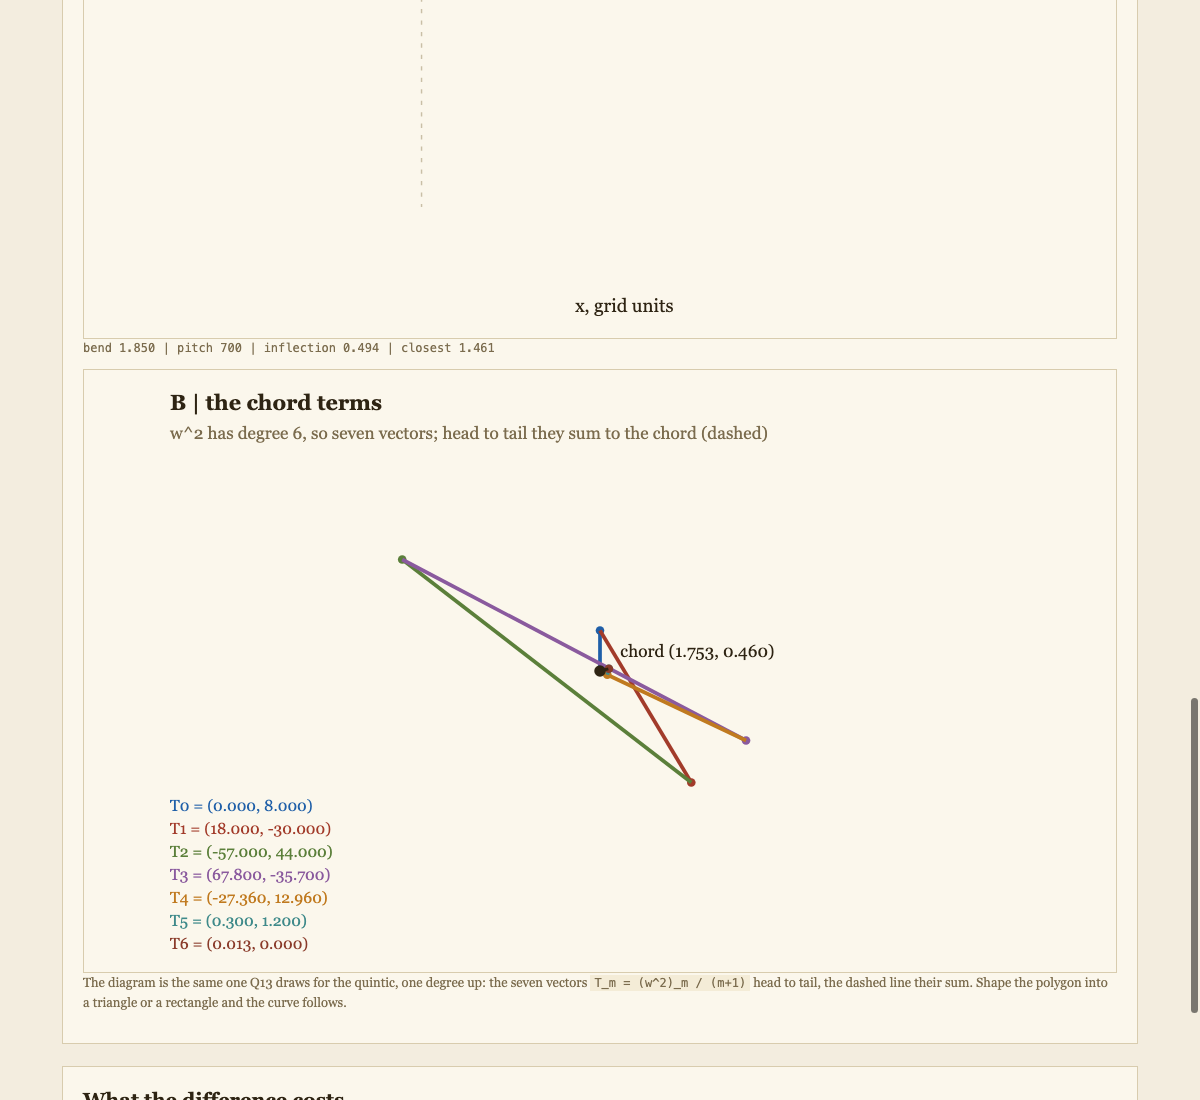 x, grid units
bend 1.850 | pitch 700 | inflection 0.494 | closest 1.461
B | the chord terms
w^2 has degree 6, so seven vectors; head to tail they sum to the chord (dashed)
chord (1.753, 0.460)
T0 = (0.000, 8.000)
T1 = (18.000, -30.000)
T2 = (-57.000, 44.000)
T3 = (67.800, -35.700)
T4 = (-27.360, 12.960)
T5 = (0.300, 1.200)
T6 = (0.013, 0.000)
The diagram is the same one Q13 draws for the quintic, one degree up: the seven vectors T_m = (w^2)_m / (m+1) head to tail, the dashed line their sum. Shape the polygon into
a triangle or a rectangle and the curve follows.
What the difference costs